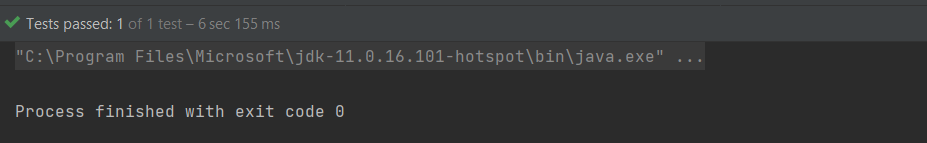 Tests passed: 1 of 1 test – 6 sec 155 ms
"C:\Program Files\Microsoft\jdk-11.0.16.101-hotspot\bin\java.exe" ...
Process finished with exit code 0